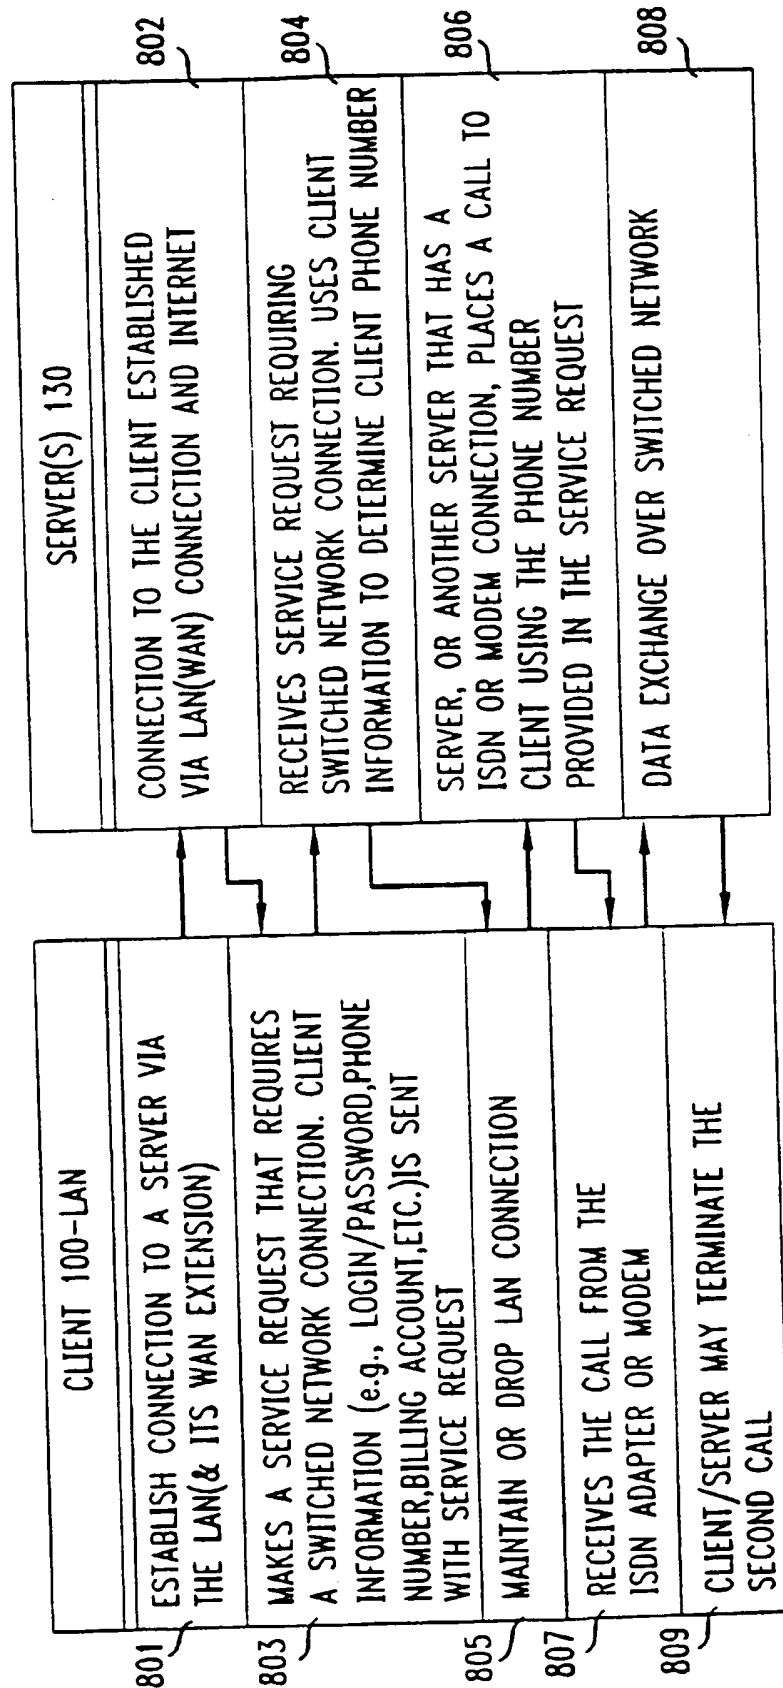 CLIENT 100-LAN
801
ESTABLISH CONNECTION TO A SERVER VIA
THE LAN(& ITS WAN EXTENSION)
803
MAKES A SERVICE REQUEST THAT REQUIRES
A SWITCHED NETWORK CONNECTION. CLIENT
INFORMATION (e.g., LOGIN/PASSWORD,PHONE
NUMBER,BILLING ACCOUNT,ETC.)IS SENT
WITH SERVICE REQUEST
805
MAINTAIN OR DROP LAN CONNECTION
807
RECEIVES THE CALL FROM THE
ISDN ADAPTER OR MODEM
809
CLIENT/SERVER MAY TERMINATE THE
SECOND CALL
SERVER(S) 130
CONNECTION TO THE CLIENT ESTABLISHED
VIA LAN(WAN) CONNECTION AND INTERNET
802
RECEIVES SERVICE REQUEST REQUIRING
SWITCHED NETWORK CONNECTION. USES CLIENT
INFORMATION TO DETERMINE CLIENT PHONE NUMBER
804
SERVER, OR ANOTHER SERVER THAT HAS A
ISDN OR MODEM CONNECTION, PLACES A CALL TO
CLIENT USING THE PHONE NUMBER
PROVIDED IN THE SERVICE REQUEST
806
DATA EXCHANGE OVER SWITCHED NETWORK
808